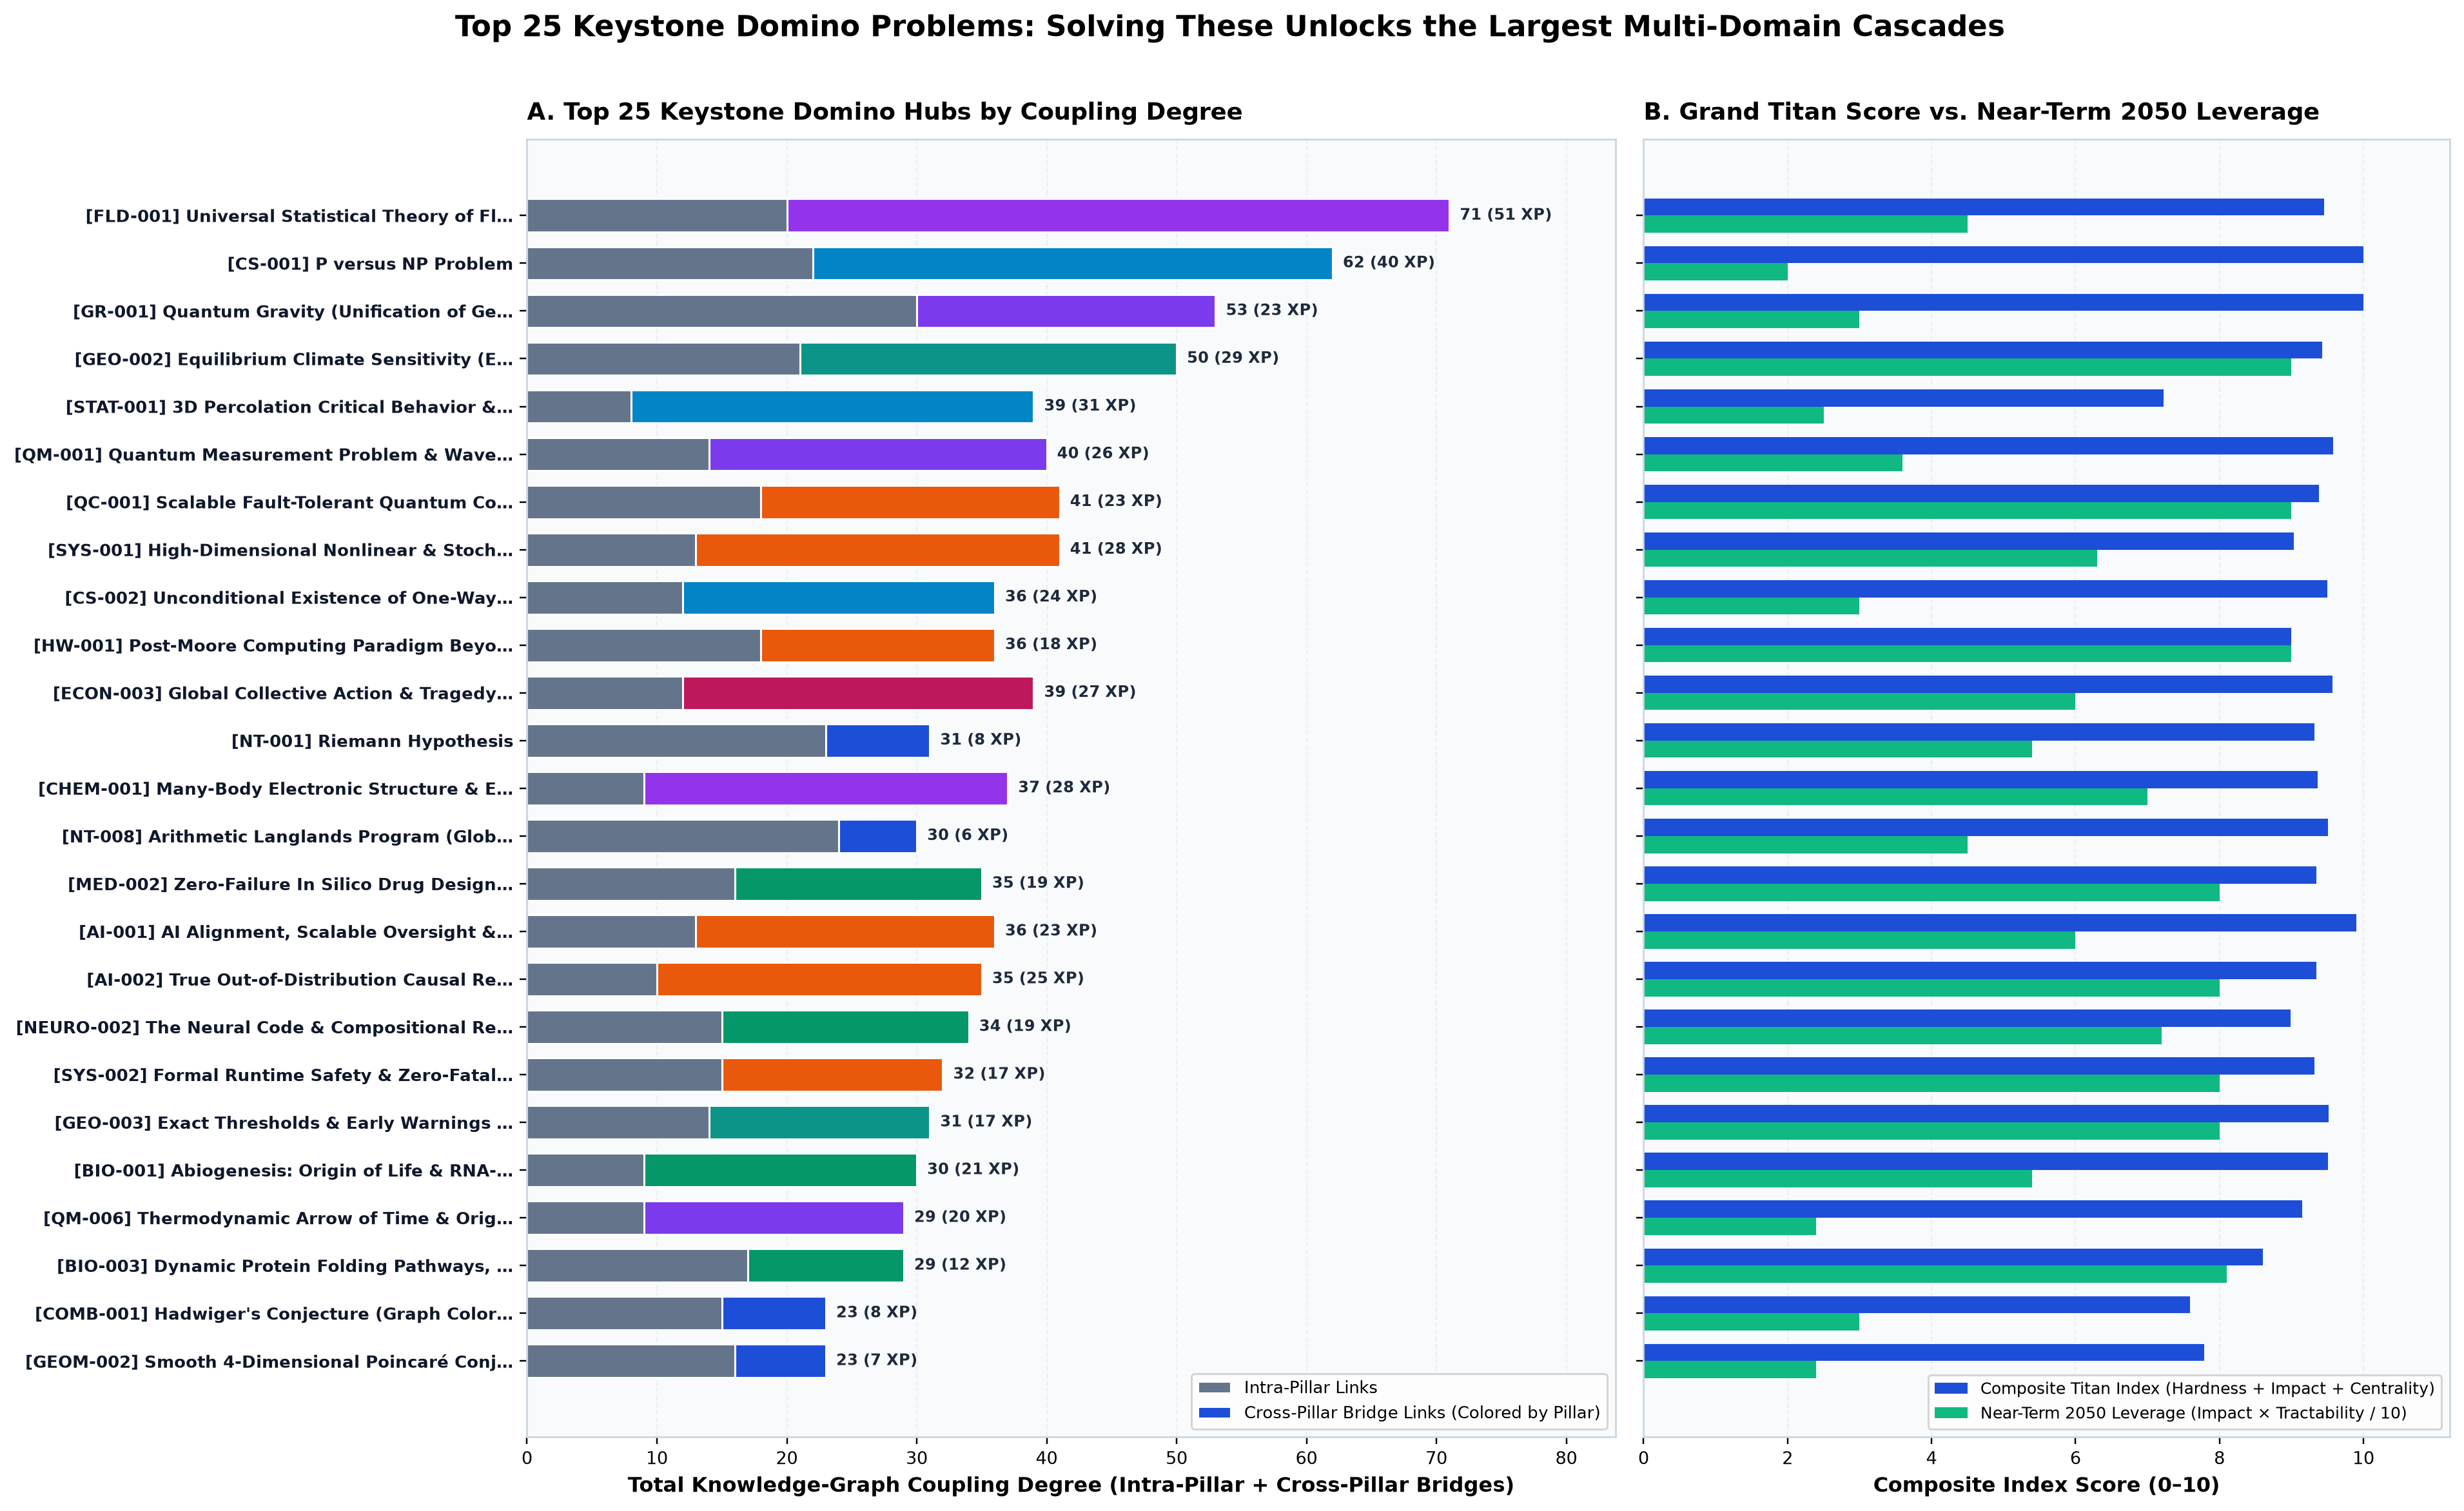 Top 25 Keystone Domino Problems: Solving These Unlocks the Largest Multi-Domain Cascades
A. Top 25 Keystone Domino Hubs by Coupling Degree
[FLD-001] Universal Statistical Theory of Fl...
71 (51 XP)
[CS-001] P versus NP Problem
62 (40 XP)
[GR-001] Quantum Gravity (Unification of Ge...
53 (23 XP)
[GEO-002] Equilibrium Climate Sensitivity (E...
50 (29 XP)
[STAT-001] 3D Percolation Critical Behavior &...
39 (31 XP)
[QM-001] Quantum Measurement Problem & Wave...
40 (26 XP)
[QC-001] Scalable Fault-Tolerant Quantum Co...
41 (23 XP)
[SYS-001] High-Dimensional Nonlinear & Stoch...
41 (28 XP)
[CS-002] Unconditional Existence of One-Way...
36 (24 XP)
[HW-001] Post-Moore Computing Paradigm Beyo...
36 (18 XP)
[ECON-003] Global Collective Action & Tragedy...
39 (27 XP)
[NT-001] Riemann Hypothesis
31 (8 XP)
[CHEM-001] Many-Body Electronic Structure & E...
37 (28 XP)
[NT-008] Arithmetic Langlands Program (Glob...
30 (6 XP)
[MED-002] Zero-Failure In Silico Drug Design...
35 (19 XP)
[AI-001] AI Alignment, Scalable Oversight &...
36 (23 XP)
[AI-002] True Out-of-Distribution Causal Re...
35 (25 XP)
[NEURO-002] The Neural Code & Compositional Re...
34 (19 XP)
[SYS-002] Formal Runtime Safety & Zero-Fatal...
32 (17 XP)
[GEO-003] Exact Thresholds & Early Warnings ...
31 (17 XP)
[BIO-001] Abiogenesis: Origin of Life & RNA-...
30 (21 XP)
[QM-006] Thermodynamic Arrow of Time & Orig...
29 (20 XP)
[BIO-003] Dynamic Protein Folding Pathways, ...
29 (12 XP)
[COMB-001] Hadwiger's Conjecture (Graph Color...
23 (8 XP)
[GEOM-002] Smooth 4-Dimensional Poincaré Conj...
23 (7 XP)
Intra-Pillar Links
Cross-Pillar Bridge Links (Colored by Pillar)
0 10 20 30 40 50 60 70 80
Total Knowledge-Graph Coupling Degree (Intra-Pillar + Cross-Pillar Bridges)
B. Grand Titan Score vs. Near-Term 2050 Leverage
Composite Titan Index (Hardness + Impact + Centrality)
Near-Term 2050 Leverage (Impact × Tractability / 10)
0 2 4 6 8 10
Composite Index Score (0–10)